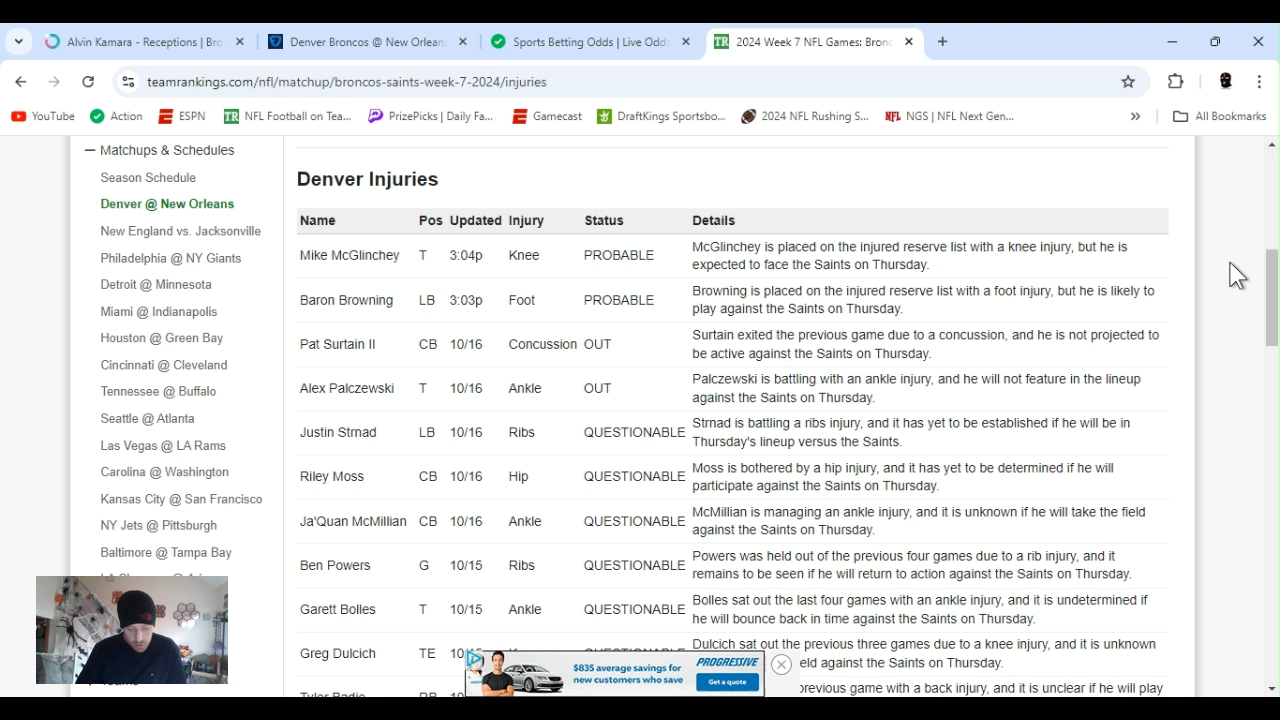 Alvin Kamara - Receptions | Bro
Denver Broncos @ New Orlean
Sports Betting Odds | Live Odd
TR 2024 Week 7 NFL Games: Bronc
teamrankings.com/nfl/matchup/broncos-saints-week-7-2024/injuries
YouTube
Action
ESPN
TR NFL Football on Tea...
PrizePicks | Daily Fa...
Gamecast
DraftKings Sportsbo...
2024 NFL Rushing S...
NFL NGS | NFL Next Gen...
» All Bookmarks
Matchups & Schedules
Season Schedule
Denver @ New Orleans
New England vs. Jacksonville
Philadelphia @ NY Giants
Detroit @ Minnesota
Miami @ Indianapolis
Houston @ Green Bay
Cincinnati @ Cleveland
Tennessee @ Buffalo
Seattle @ Atlanta
Las Vegas @ LA Rams
Carolina @ Washington
Kansas City @ San Francisco
NY Jets @ Pittsburgh
Baltimore @ Tampa Bay
Denver Injuries
Name Pos Updated Injury Status Details
Mike McGlinchey T 3:04p Knee PROBABLE McGlinchey is placed on the injured reserve list with a knee injury, but he is
expected to face the Saints on Thursday.
Baron Browning LB 3:03p Foot PROBABLE Browning is placed on the injured reserve list with a foot injury, but he is likely to
play against the Saints on Thursday.
Pat Surtain II CB 10/16 Concussion OUT Surtain exited the previous game due to a concussion, and he is not projected to
be active against the Saints on Thursday.
Alex Palczewski T 10/16 Ankle OUT Palczewski is battling with an ankle injury, and he will not feature in the lineup
against the Saints on Thursday.
Justin Strnad LB 10/16 Ribs QUESTIONABLE Strnad is battling a ribs injury, and it has yet to be established if he will be in
Thursday's lineup versus the Saints.
Riley Moss CB 10/16 Hip QUESTIONABLE Moss is bothered by a hip injury, and it has yet to be determined if he will
participate against the Saints on Thursday.
Ja'Quan McMillian CB 10/16 Ankle QUESTIONABLE McMillian is managing an ankle injury, and it is unknown if he will take the field
against the Saints on Thursday.
Ben Powers G 10/15 Ribs QUESTIONABLE Powers was held out of the previous four games due to a rib injury, and it
remains to be seen if he will return to action against the Saints on Thursday.
Garett Bolles T 10/15 Ankle QUESTIONABLE Bolles sat out the last four games with an ankle injury, and it is undetermined if
he will bounce back in time against the Saints on Thursday.
Greg Dulcich TE Dulcich sat out the previous three games due to a knee injury, and it is unknown
eld against the Saints on Thursday.
previous game with a back injury, and it is unclear if he will play
$835 average savings for
new customers who save
PROGRESSIVE
Get a quote